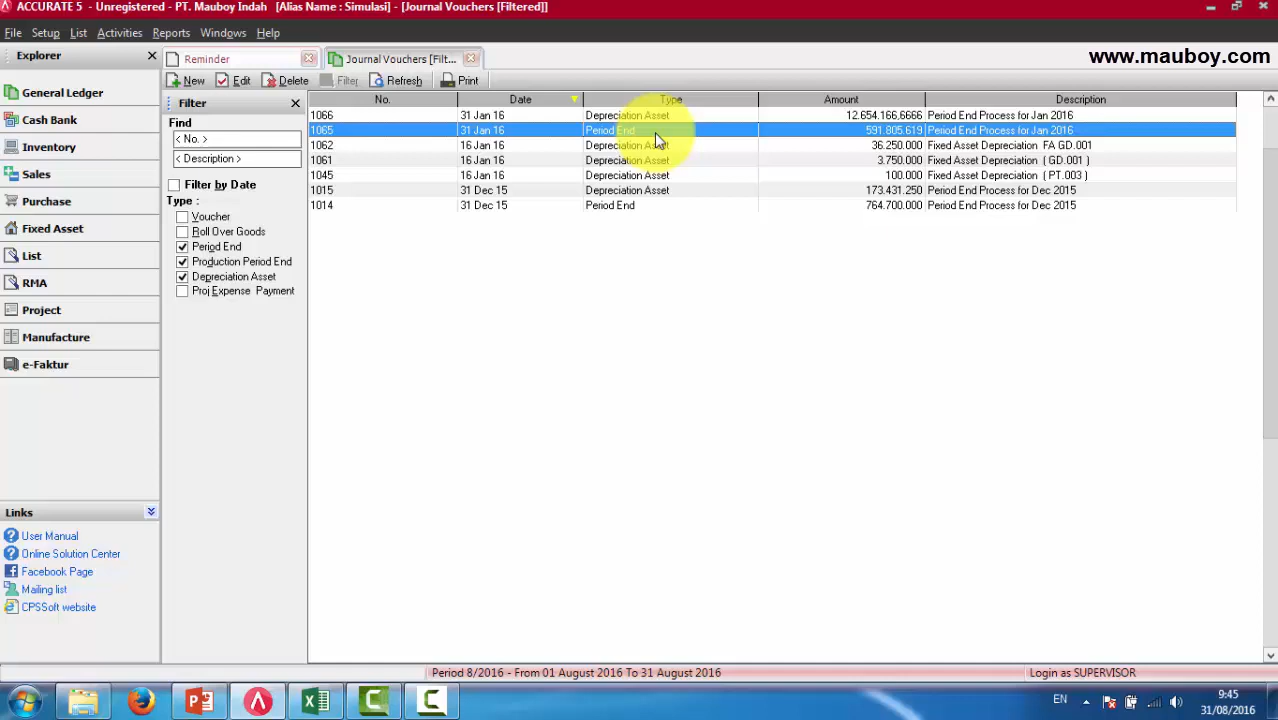 ACCURATE 5 - Unregistered - PT. Mauboy Indah [Alias Name : Simulasi] - [Journal Vouchers [Filtered]]
File Setup List Activities Reports Windows Help
www.mauboy.com
Explorer
General Ledger
Cash Bank
Inventory
Sales
Purchase
Fixed Asset
List
RMA
Project
Manufacture
e-Faktur
Links
User Manual
Online Solution Center
Facebook Page
Mailing list
CPSSoft website
Reminder Journal Vouchers [Filt...
New Edit Delete Filter Refresh Print
Filter
Find
< No. >
< Description >
Filter by Date
Type :
Voucher
Roll Over Goods
Period End
Production Period End
Depreciation Asset
Proj Expense Payment
No. Date Type Amount Description
1066 31 Jan 16 Depreciation Asset 12.654.166,6666 Period End Process for Jan 2016
1065 31 Jan 16 Period End 591.805.619 Period End Process for Jan 2016
1062 16 Jan 16 Depreciation Asset 36.250.000 Fixed Asset Depreciation FA GD.001
1061 16 Jan 16 Depreciation Asset 3.750.000 Fixed Asset Depreciation ( GD.001 )
1045 16 Jan 16 Depreciation Asset 100.000 Fixed Asset Depreciation ( PT.003 )
1015 31 Dec 15 Depreciation Asset 173.431.250 Period End Process for Dec 2015
1014 31 Dec 15 Period End 764.700.000 Period End Process for Dec 2015
Period 8/2016 - From 01 August 2016 To 31 August 2016
Login as SUPERVISOR
EN
9:45
31/08/2016